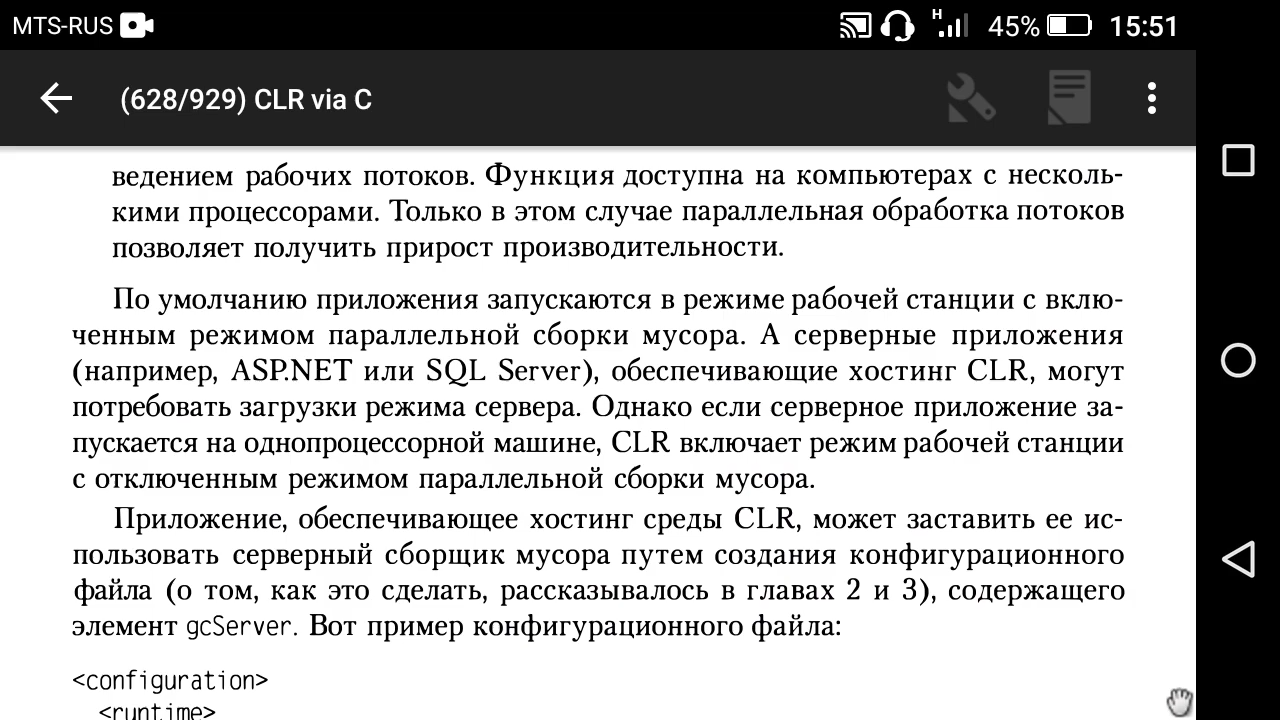 MTS-RUS H 45% 15:51
(628/929) CLR via C
ведением рабочих потоков. Функция доступна на компьютерах с несколь-
кими процессорами. Только в этом случае параллельная обработка потоков
позволяет получить прирост производительности.
По умолчанию приложения запускаются в режиме рабочей станции с вклю-
ченным режимом параллельной сборки мусора. А серверные приложения
(например, ASP.NET или SQL Server), обеспечивающие хостинг CLR, могут
потребовать загрузки режима сервера. Однако если серверное приложение за-
пускается на однопроцессорной машине, CLR включает режим рабочей станции
с отключенным режимом параллельной сборки мусора.
Приложение, обеспечивающее хостинг среды CLR, может заставить ее ис-
пользовать серверный сборщик мусора путем создания конфигурационного
файла (о том, как это сделать, рассказывалось в главах 2 и 3), содержащего
элемент gcServer. Вот пример конфигурационного файла:
<configuration>
<runtime>